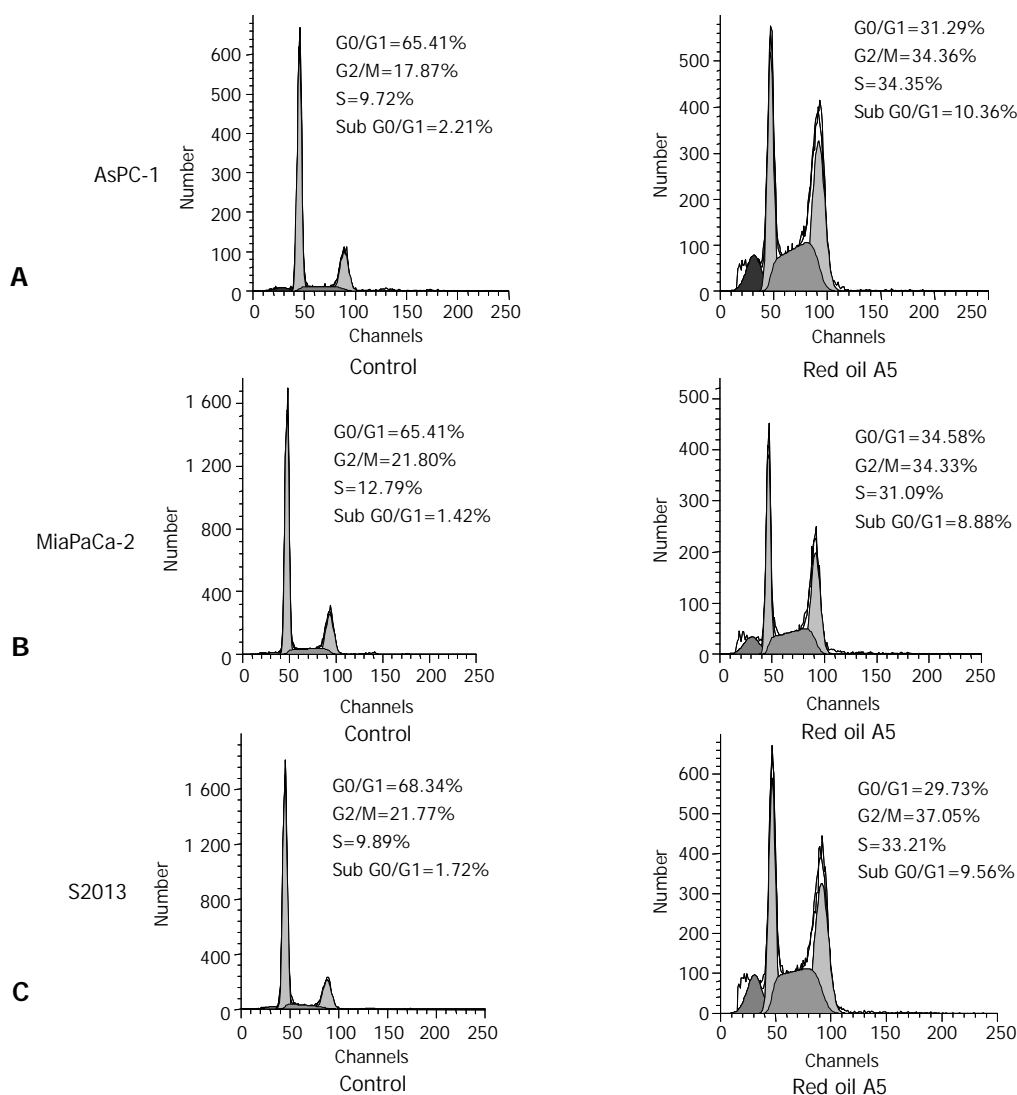 AsPC-1
A
Number
600
500
400
300
200
100
0
G0/G1=65.41%
G2/M=17.87%
S=9.72%
Sub G0/G1=2.21%
0 50 100 150 200 250
Channels
Control
Number
500
400
300
200
100
0
G0/G1=31.29%
G2/M=34.36%
S=34.35%
Sub G0/G1=10.36%
0 50 100 150 200 250
Channels
Red oil A5
MiaPaCa-2
B
Number
1 600
1 200
800
400
0
G0/G1=65.41%
G2/M=21.80%
S=12.79%
Sub G0/G1=1.42%
0 50 100 150 200 250
Channels
Control
Number
500
400
300
200
100
0
G0/G1=34.58%
G2/M=34.33%
S=31.09%
Sub G0/G1=8.88%
0 50 100 150 200 250
Channels
Red oil A5
S2013
C
Number
1 600
1 200
800
400
0
G0/G1=68.34%
G2/M=21.77%
S=9.89%
Sub G0/G1=1.72%
0 50 100 150 200 250
Channels
Control
Number
600
500
400
300
200
100
0
G0/G1=29.73%
G2/M=37.05%
S=33.21%
Sub G0/G1=9.56%
0 50 100 150 200 250
Channels
Red oil A5